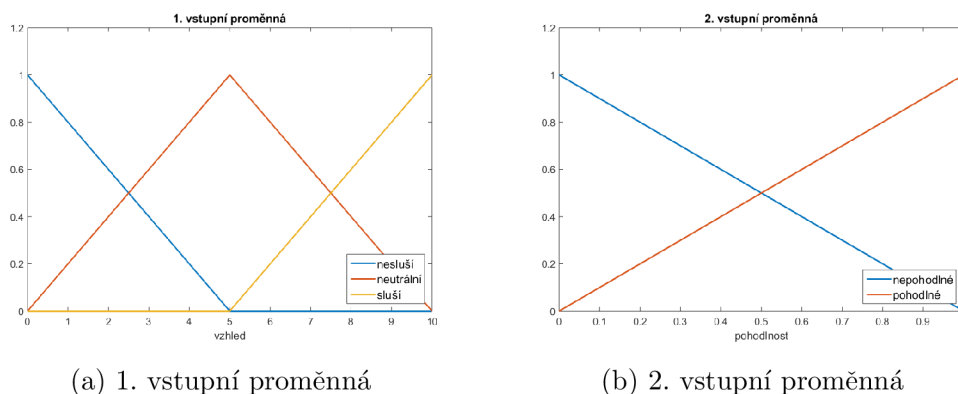 1. vstupní proměnná
1.2
1
0.8
0.6
0.4
0.2
0
0 1 2 3 4 5 6 7 8 9 10
vzhled
nesluší
neutrální
sluší
(a) 1. vstupní proměnná
2. vstupní proměnná
1.2
1
0.8
0.6
0.4
0.2
0
0 0.1 0.2 0.3 0.4 0.5 0.6 0.7 0.8 0.9
pohodlnost
nepohodlné
pohodlné
(b) 2. vstupní proměnná